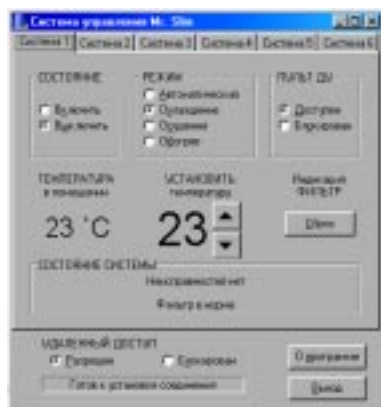 Система управления Mr. Slim
Система 1 Система 2 Система 3 Система 4 Система 5 Система 6
СОСТОЯНИЕ РЕЖИМ ПУЛЬТ ДУ
Включить Автоматический Доступен
Выключить Охлаждение Блокирован
Осушение
Обогрев
ТЕМПЕРАТУРА УСТАНОВИТЬ Индикация
в помещении температуру ФИЛЬТР
23 °C 23 Сброс
СОСТОЯНИЕ СИСТЕМЫ
Неисправностей нет
Фильтр в норме
УДАЛЕННЫЙ ДОСТУП
Разрешен Блокирован О программе
Готов к установке соединения Выход